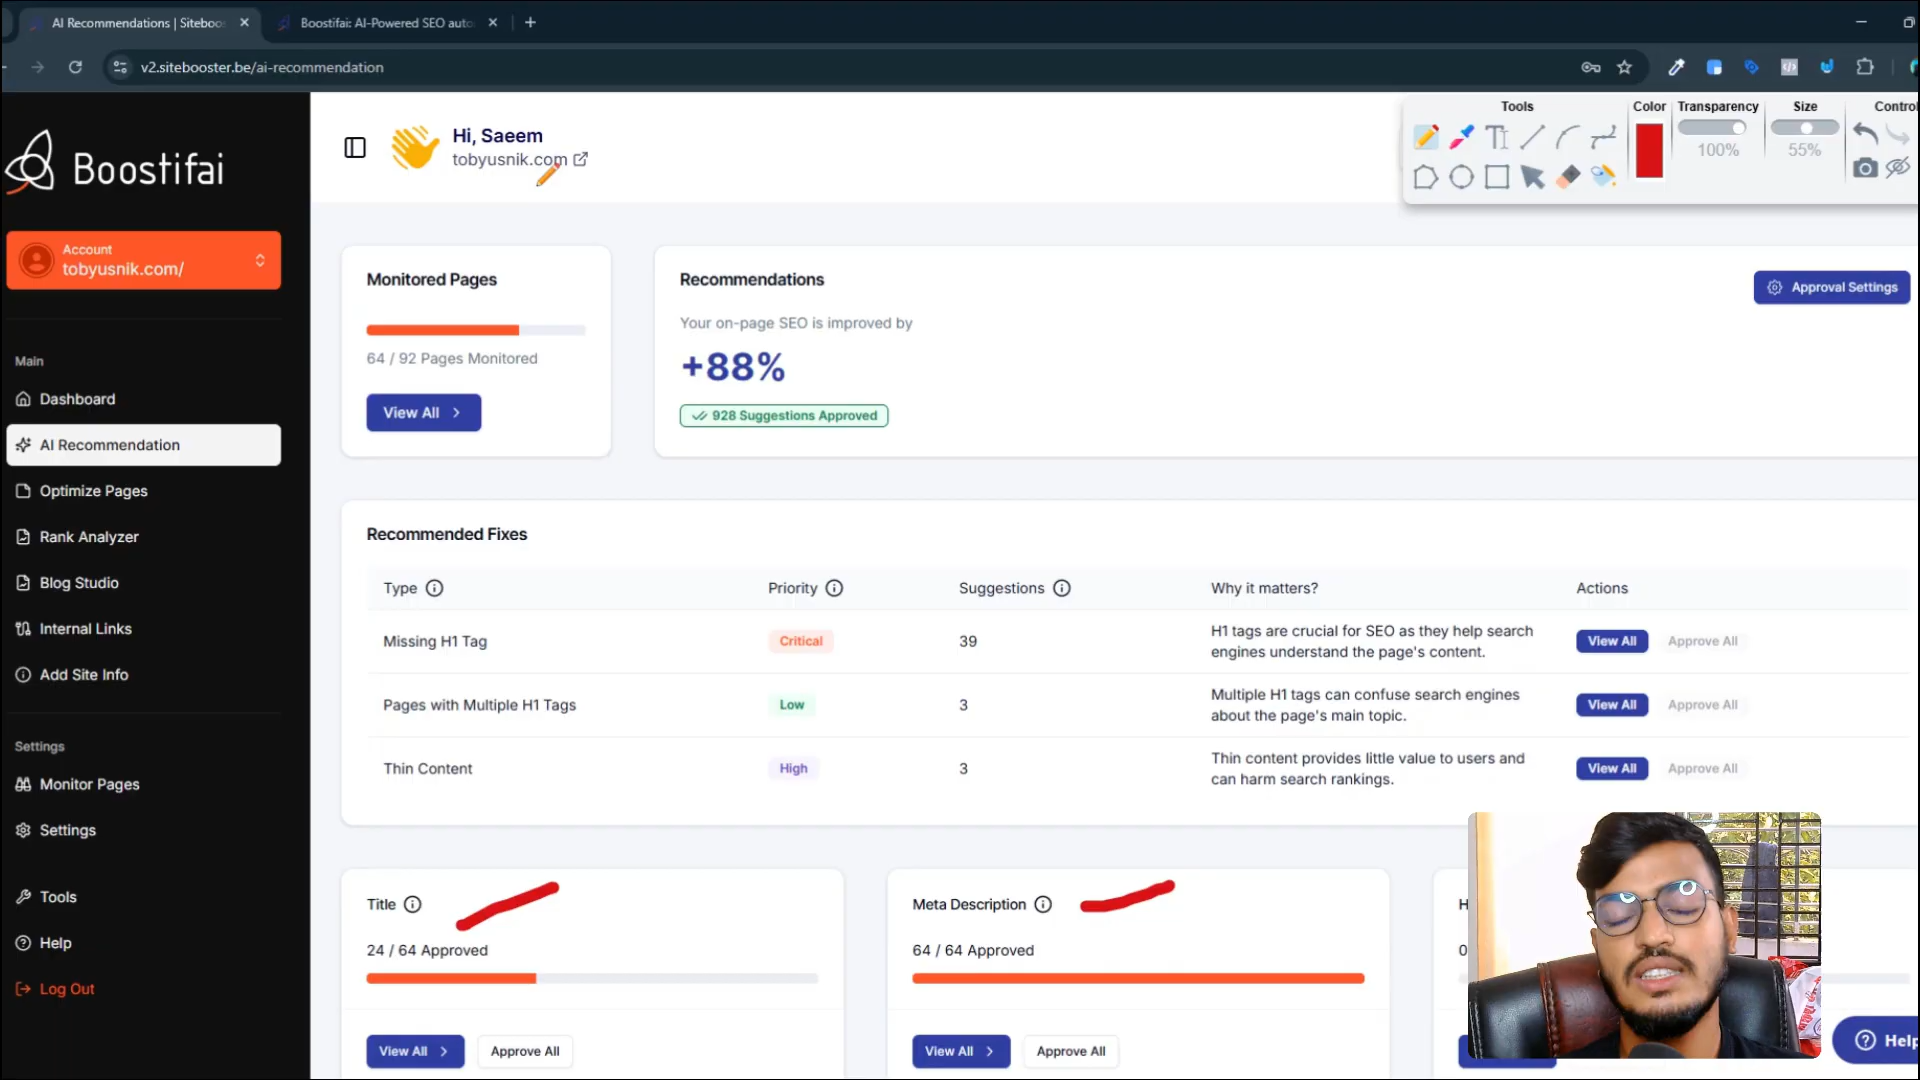 AI Recommendations | Siteboos
Boostifai: AI-Powered SEO auto
v2.sitebooster.be/ai-recommendation
Tools
Color
Transparency
Size
Control
100%
55%
Boostifai
Hi, Saeem
tobyusnik.com
Account
tobyusnik.com/
Main
Dashboard
AI Recommendation
Optimize Pages
Rank Analyzer
Blog Studio
Internal Links
Add Site Info
Settings
Monitor Pages
Settings
Tools
Help
Log Out
Monitored Pages
64 / 92 Pages Monitored
View All
Recommendations
Your on-page SEO is improved by
+88%
928 Suggestions Approved
Approval Settings
Recommended Fixes
Type
Priority
Suggestions
Why it matters?
Actions
Missing H1 Tag
Critical
39
H1 tags are crucial for SEO as they help search
engines understand the page's content.
View All
Approve All
Pages with Multiple H1 Tags
Low
3
Multiple H1 tags can confuse search engines
about the page's main topic.
View All
Approve All
Thin Content
High
3
Thin content provides little value to users and
can harm search rankings.
View All
Approve All
Title
24 / 64 Approved
View All
Approve All
Meta Description
64 / 64 Approved
View All
Approve All
H
0
Help